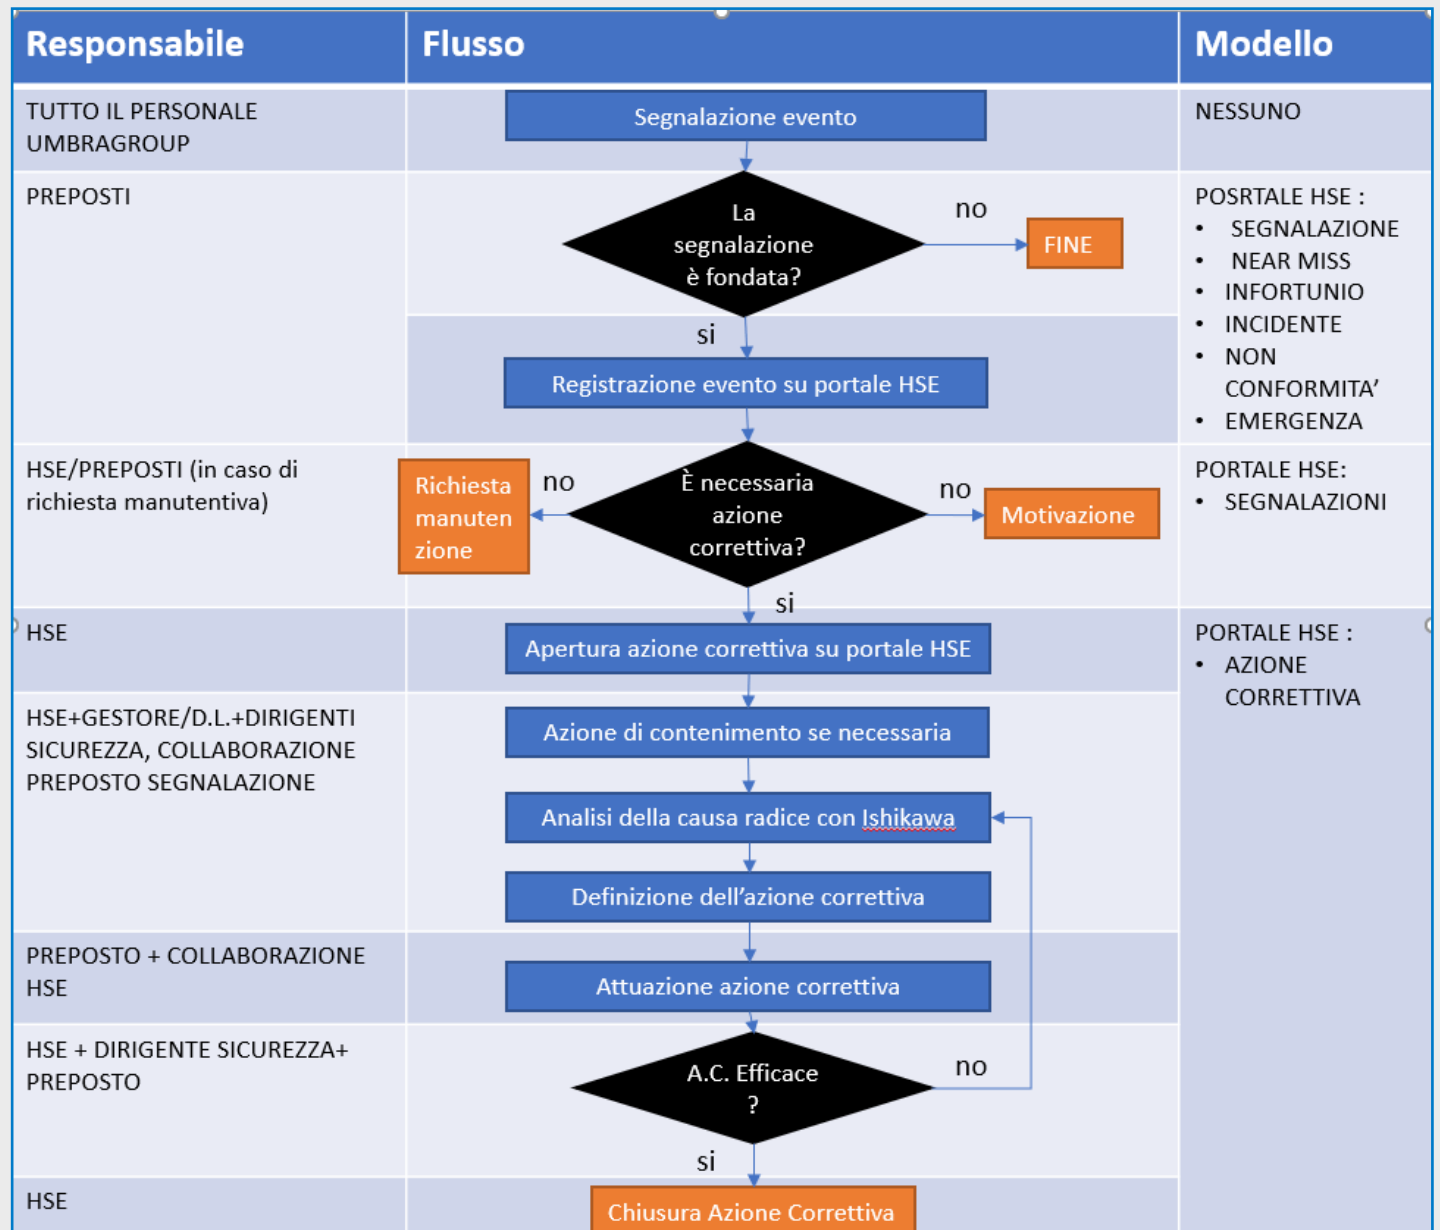 Responsabile
Flusso
Modello
TUTTO IL PERSONALE
UMBRAGROUP
Segnalazione evento
NESSUNO
PREPOSTI
La
segnalazione
è fondata?
no
FINE
si
Registrazione evento su portale HSE
POSRTALE HSE :
• SEGNALAZIONE
• NEAR MISS
• INFORTUNIO
• INCIDENTE
• NON
CONFORMITA’
• EMERGENZA
HSE/PREPOSTI (in caso di
richiesta manutentiva)
Richiesta
manuten
zione
no
È necessaria
azione
correttiva?
no
Motivazione
si
PORTALE HSE:
• SEGNALAZIONI
HSE
Apertura azione correttiva su portale HSE
PORTALE HSE :
• AZIONE
CORRETTIVA
HSE+GESTORE/D.L.+DIRIGENTI
SICUREZZA, COLLABORAZIONE
PREPOSTO SEGNALAZIONE
Azione di contenimento se necessaria
Analisi della causa radice con Ishikawa
Definizione dell’azione correttiva
PREPOSTO + COLLABORAZIONE
HSE
Attuazione azione correttiva
HSE + DIRIGENTE SICUREZZA+
PREPOSTO
A.C. Efficace
?
no
si
HSE
Chiusura Azione Correttiva